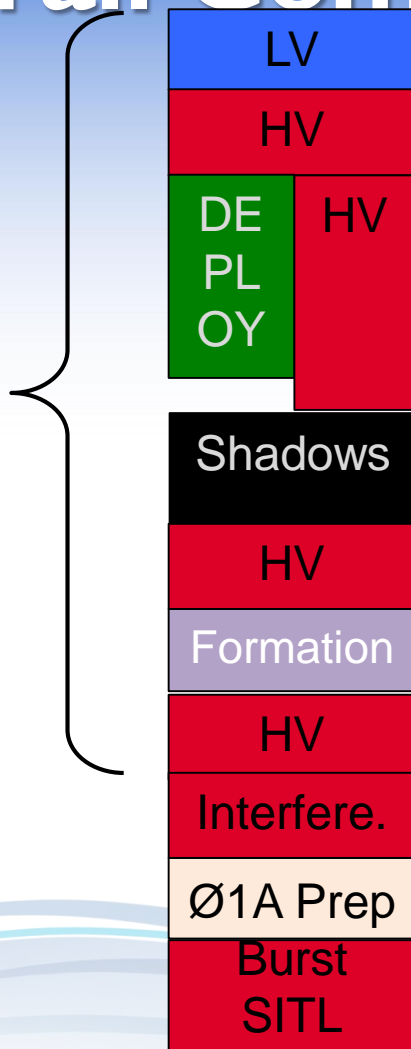 LV
HV
DE
PL
OY
HV
Shadows
HV
Formation
HV
Interfere.
Ø1A Prep
Burst
SITL